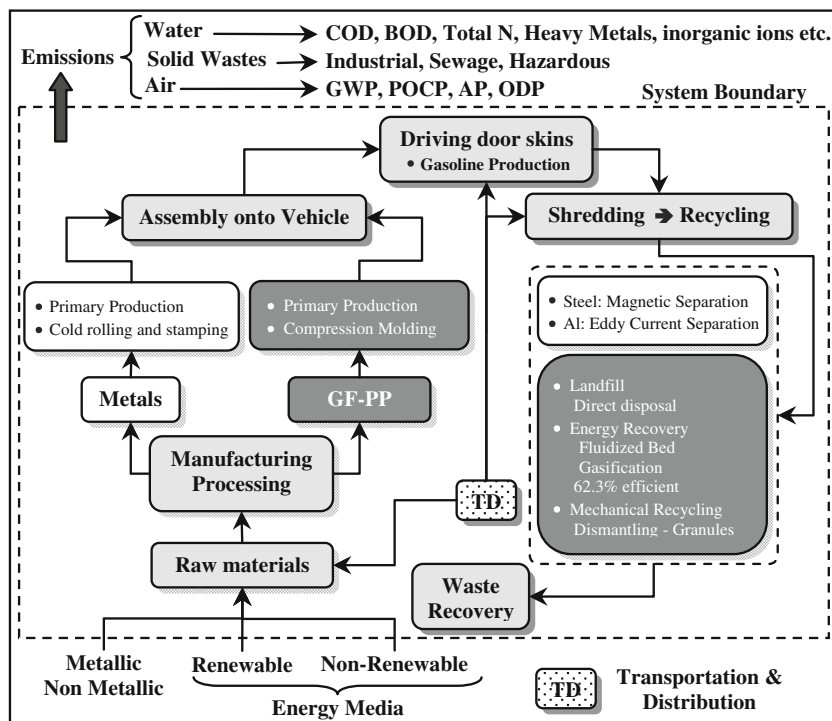 Emissions
Water
COD, BOD, Total N, Heavy Metals, inorganic ions etc.
Solid Wastes
Industrial, Sewage, Hazardous
Air
GWP, POCP, AP, ODP
System Boundary
Driving door skins
• Gasoline Production
Assembly onto Vehicle
Shredding ➔ Recycling
• Primary Production
• Cold rolling and stamping
• Primary Production
• Compression Molding
• Steel: Magnetic Separation
• Al: Eddy Current Separation
Metals
GF-PP
• Landfill
Direct disposal
• Energy Recovery
Fluidized Bed
Gasification
62.3% efficient
• Mechanical Recycling
Dismantling - Granules
Manufacturing
Processing
TD
Raw materials
Waste
Recovery
Metallic
Non Metallic
Renewable
Non-Renewable
Energy Media
TD
Transportation &
Distribution